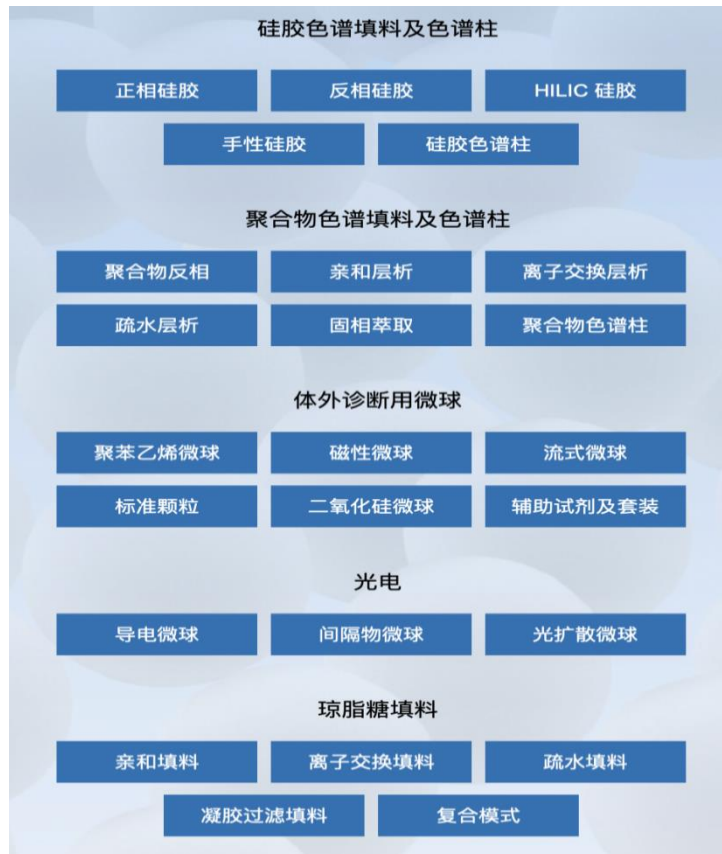 硅胶色谱填料及色谱柱
正相硅胶 反相硅胶 HILIC 硅胶
手性硅胶 硅胶色谱柱
聚合物色谱填料及色谱柱
聚合物反相 亲和层析 离子交换层析
疏水层析 固相萃取 聚合物色谱柱
体外诊断用微球
聚苯乙烯微球 磁性微球 流式微球
标准颗粒 二氧化硅微球 辅助试剂及套装
光电
导电微球 间隔物微球 光扩散微球
琼脂糖填料
亲和填料 离子交换填料 疏水填料
凝胶过滤填料 复合模式